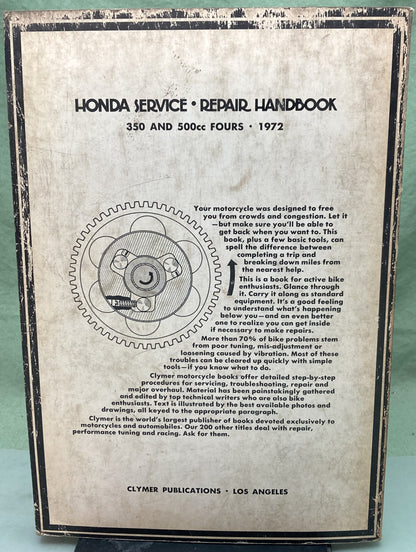 HONDA SERVICE • REPAIR HANDBOOK
350 AND 500cc FOURS • 1972
Your motorcycle was designed to free
you from crowds and congestion. Let it
—but make sure you'll be able to
get back when you want to. This
book, plus a few basic tools, can
spell the difference between
completing a trip and
breaking down miles from
the nearest help.
This is a book for active bike
enthusiasts. Glance through
it. Carry it along as standard
equipment. It's a good feeling
to understand what's happening
below you—and an even better
one to realize you can get inside
if necessary to make repairs.
More than 70% of bike problems stem
from poor tuning, mis-adjustment or
loosening caused by vibration. Most of these
troubles can be cleared up quickly with simple
tools—if you know what to do.
Clymer motorcycle books offer detailed step-by-step
procedures for servicing, troubleshooting, repair and
major overhaul. Material has been painstakingly gathered
and edited by top technical writers who are also bike
enthusiasts. Text is illustrated by the best available photos and
drawings, all keyed to the appropriate paragraph.
Clymer is the world's largest publisher of books devoted exclusively to
motorcycles and automobiles. Our 200 other titles deal with repair,
performance tuning and racing. Ask for them.
CLYMER PUBLICATIONS • LOS ANGELES